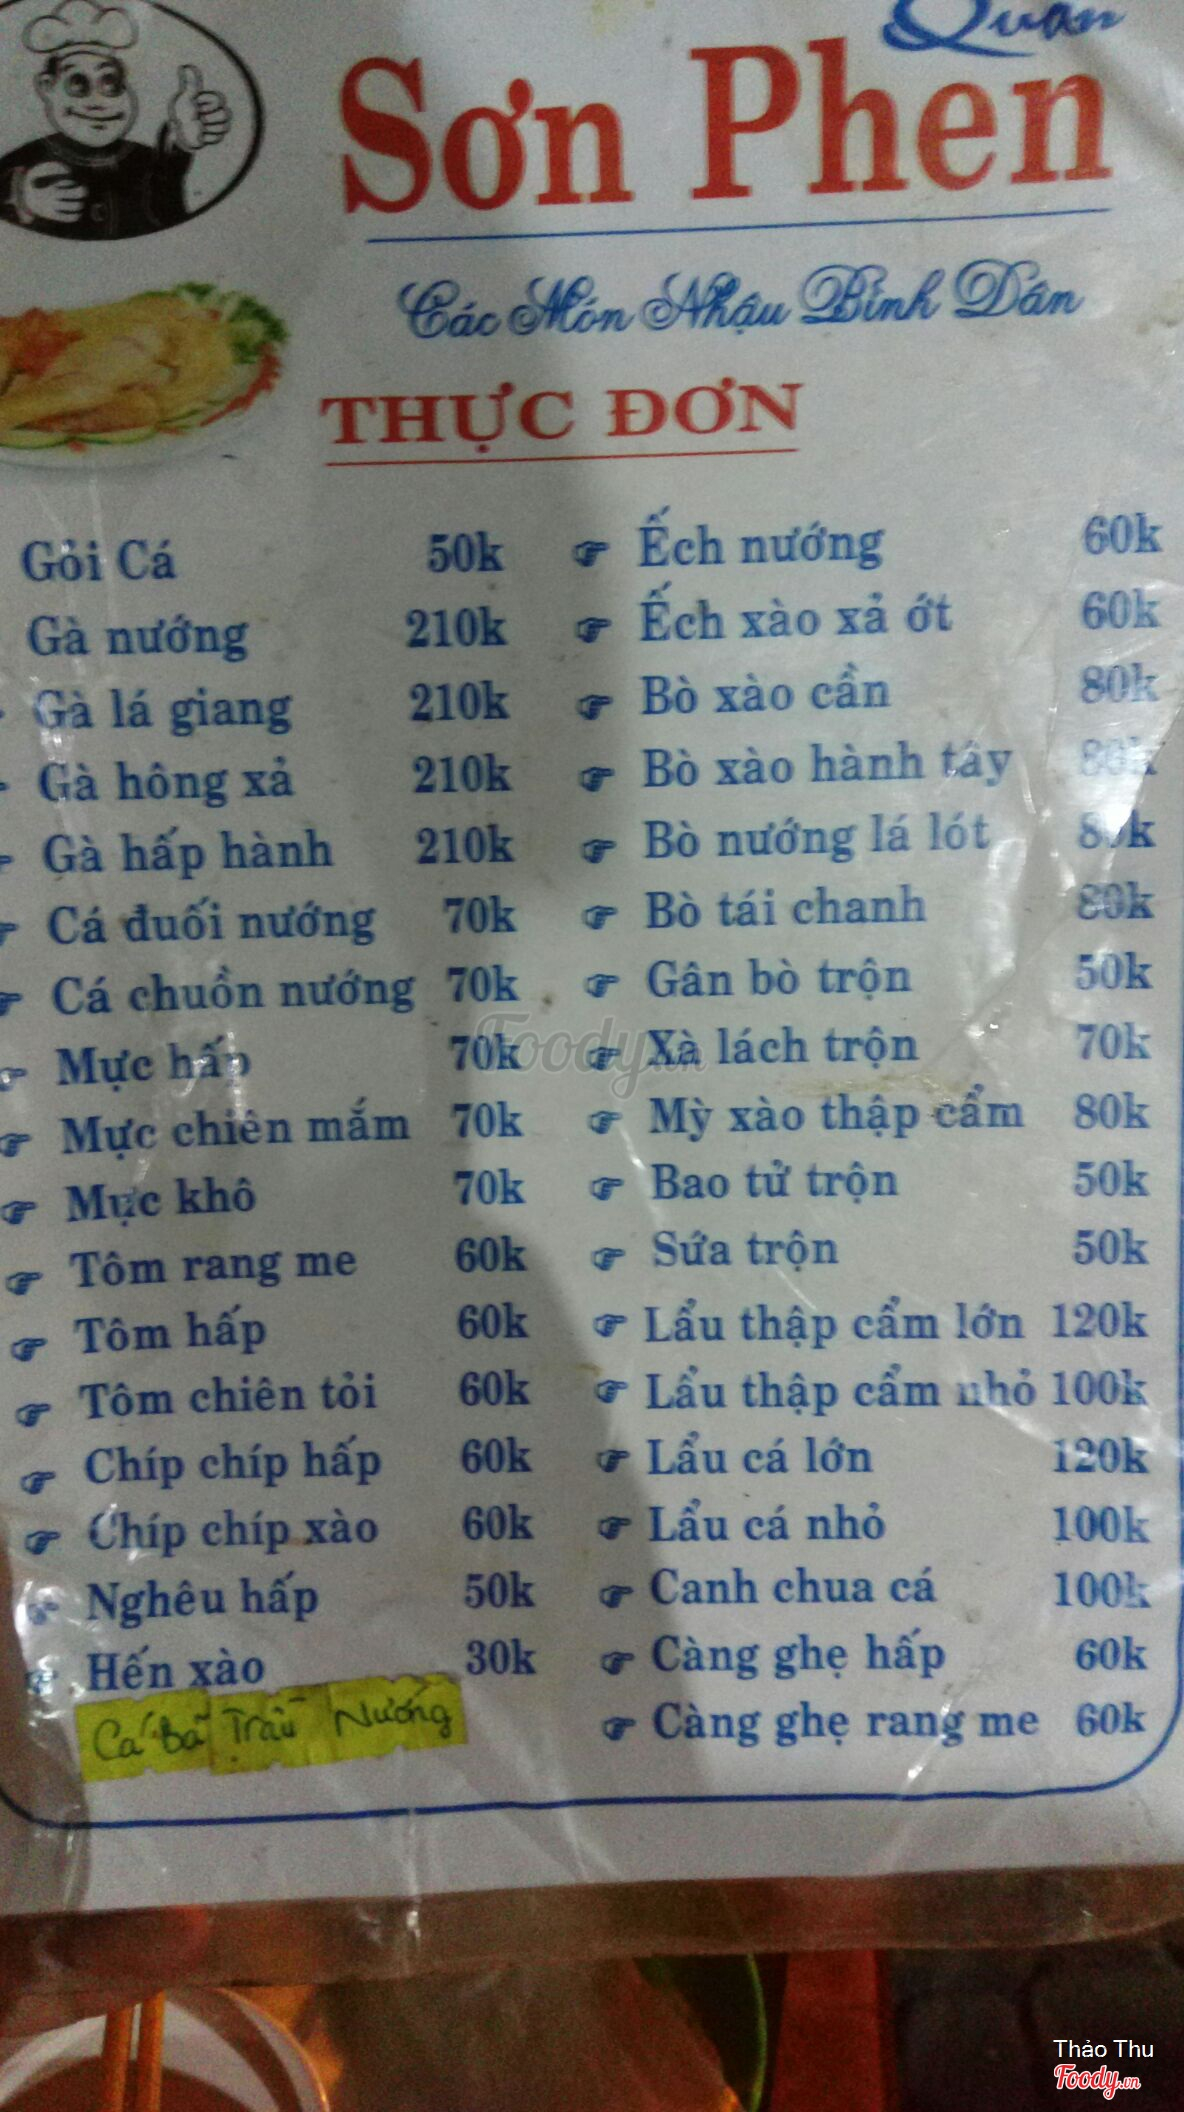 Quán
Sơn Phen
Các Món Nhậu Bình Dân
THỰC ĐƠN
Gỏi Cá 50k
Gà nướng 210k
Gà lá giang 210k
Gà hông xả 210k
Gà hấp hành 210k
Cá đuối nướng 70k
Cá chuồn nướng 70k
Mực hấp 70k
Mực chiên mắm 70k
Mực khô 70k
Tôm rang me 60k
Tôm hấp 60k
Tôm chiên tỏi 60k
Chíp chíp hấp 60k
Chíp chíp xào 60k
Nghêu hấp 50k
Hến xào 30k
Cá Bã Trầu Nướng
Ếch nướng 60k
Ếch xào xả ớt 60k
Bò xào cần 80k
Bò xào hành tây 80k
Bò nướng lá lót 80k
Bò tái chanh 80k
Gân bò trộn 50k
Xà lách trộn 70k
Mỳ xào thập cẩm 80k
Bao tử trộn 50k
Sứa trộn 50k
Lẩu thập cẩm lớn 120k
Lẩu thập cẩm nhỏ 100k
Lẩu cá lớn 120k
Lẩu cá nhỏ 100k
Canh chua cá 100k
Càng ghẹ hấp 60k
Càng ghẹ rang me 60k
Foody.vn
Thảo Thu
Foody.vn